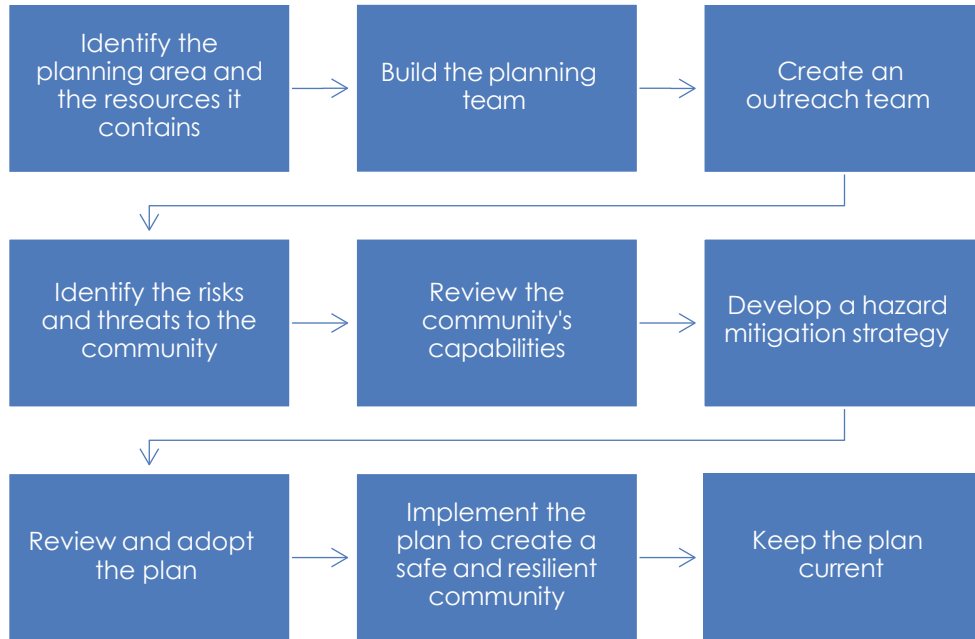 Identify the
planning area and
the resources it
contains
Build the planning
team
Create an
outreach team
Identify the risks
and threats to the
community
Review the
community's
capabilities
Develop a hazard
mitigation strategy
Review and adopt
the plan
Implement the
plan to create a
safe and resilient
community
Keep the plan
current